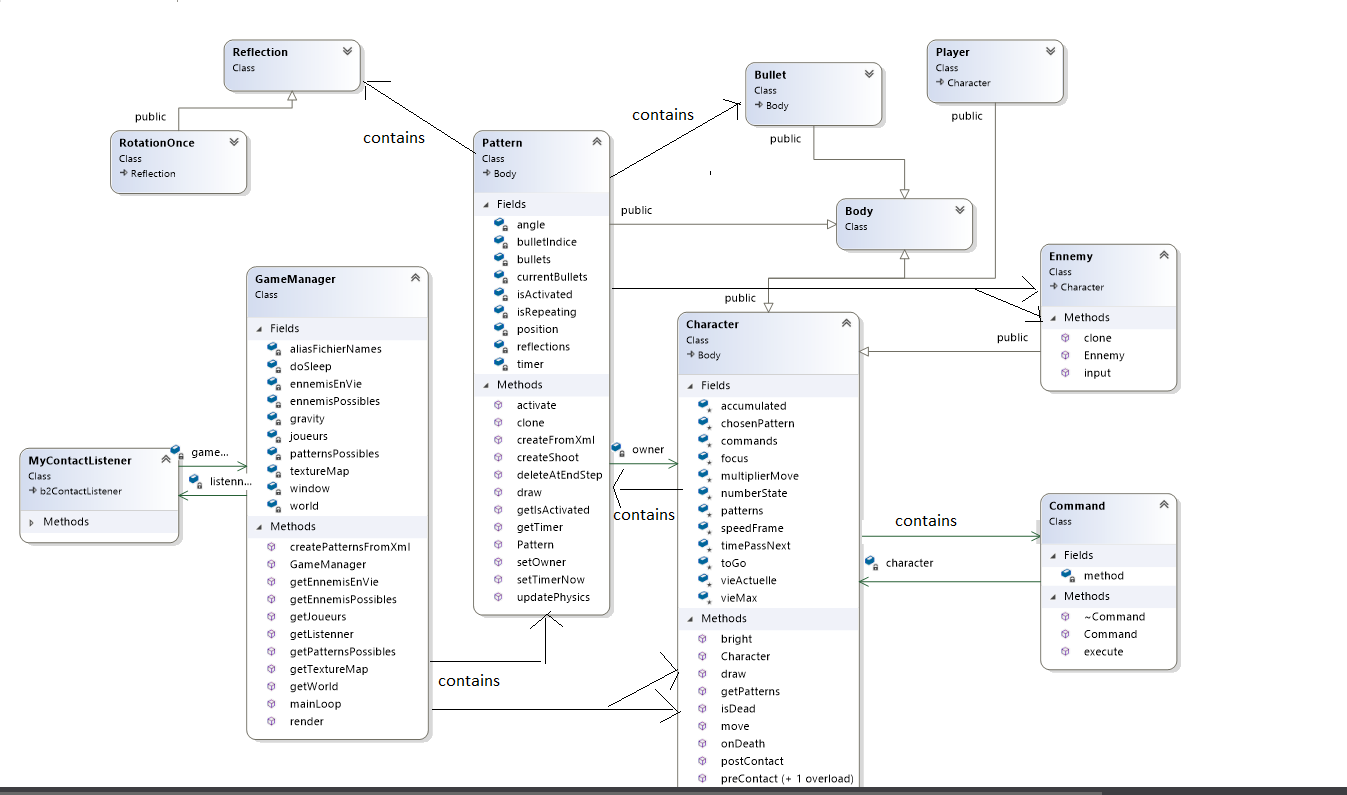 Reflection
Class
public
RotationOnce
Class
Reflection
contains
Pattern
Class
Body
Fields
angle
bulletIndice
bullets
currentBullets
isActivated
isRepeating
position
reflections
timer
Methods
activate
clone
createFromXml
createShoot
deleteAtEndStep
draw
getIsActivated
getTimer
Pattern
setOwner
setTimerNow
updatePhysics
contains
Bullet
Class
Body
public
Player
Class
Character
public
public
Body
Class
GameManager
Class
Fields
aliasFichierNames
doSleep
ennemisEnVie
ennemisPossibles
gravity
joueurs
patternsPossibles
textureMap
window
world
Methods
createPatternsFromXml
GameManager
getEnnemisEnVie
getEnnemisPossibles
getJoueurs
getListenner
getPatternsPossibles
getTextureMap
getWorld
mainLoop
render
MyContactListener
Class
b2ContactListener
Methods
game...
listenn...
contains
owner
contains
public
Character
Class
Body
Fields
accumulated
chosenPattern
commands
focus
multiplierMove
numberState
patterns
speedFrame
timePassNext
toGo
vieActuelle
vieMax
Methods
bright
Character
draw
getPatterns
isDead
move
onDeath
postContact
preContact (+ 1 overload)
Ennemy
Class
Character
Methods
clone
Ennemy
input
public
contains
character
Command
Class
Fields
method
Methods
~Command
Command
execute